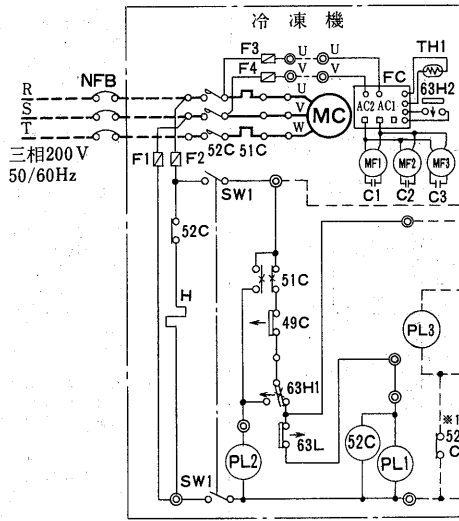 冷凍機
F3 U U TH1
F4 V V FC 63H2
NFB
R
S
T
U
V
W
MC
AC2 AC1
三相200V
50/60Hz
F1 F2 52C 51C
MF1 MF2 MF3
C1 C2 C3
SW1
52C
51C
H
49C
PL3
63H1
※1
52
C
63L
52C
PL2
PL1
SW1